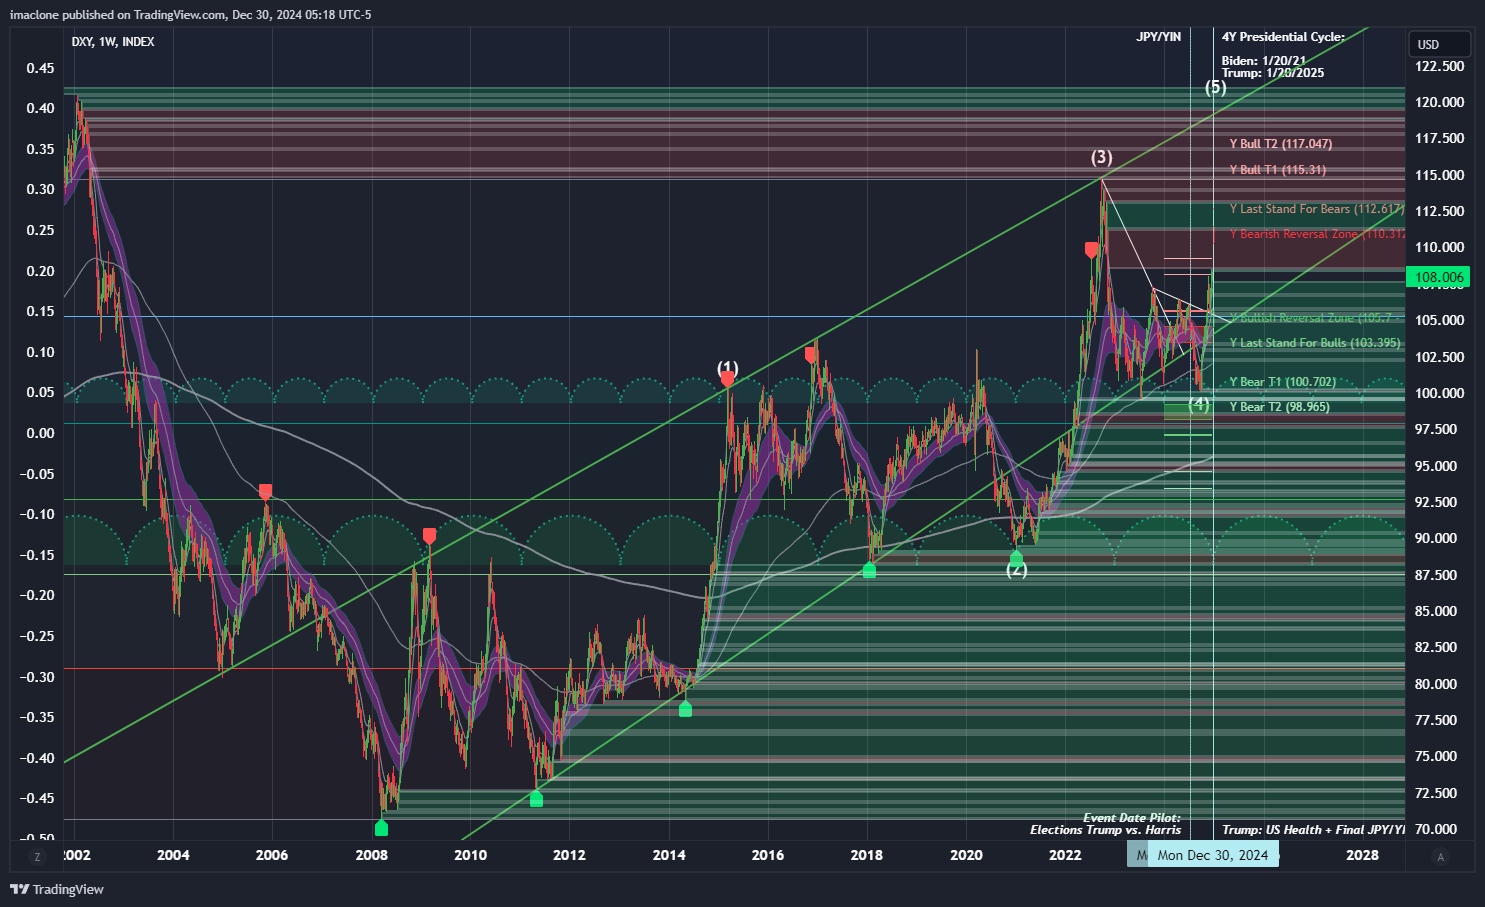 imaclone published on TradingView.com, Dec 30, 2024 05:18 UTC-5
DXY, 1W, INDEX
JPY/YIN
4Y Presidential Cycle:
Biden: 1/20/21
Trump: 1/20/2025
USD
(5)
(3)
(1)
(4)
(2)
Y Bull T2 (117.047)
Y Bull T1 (115.31)
Y Last Stand For Bears (112.617)
Y Bearish Reversal Zone (110.312
Y Bullish Reversal Zone (105.7 -
Y Last Stand For Bulls (103.395)
Y Bear T1 (100.702)
Y Bear T2 (98.965)
0.45
0.40
0.35
0.30
0.25
0.20
0.15
0.10
0.05
0.00
−0.05
−0.10
−0.15
−0.20
−0.25
−0.30
−0.35
−0.40
−0.45
−0.50
122.500
120.000
117.500
115.000
112.500
110.000
108.006
105.000
102.500
100.000
97.500
95.000
92.500
90.000
87.500
85.000
82.500
80.000
77.500
75.000
72.500
70.000
Event Date Pilot:
Elections Trump vs. Harris
Trump: US Health + Final JPY/YI
Z
2002
2004
2006
2008
2010
2012
2014
2016
2018
2020
2022
M
Mon Dec 30, 2024
2028
A
TradingView